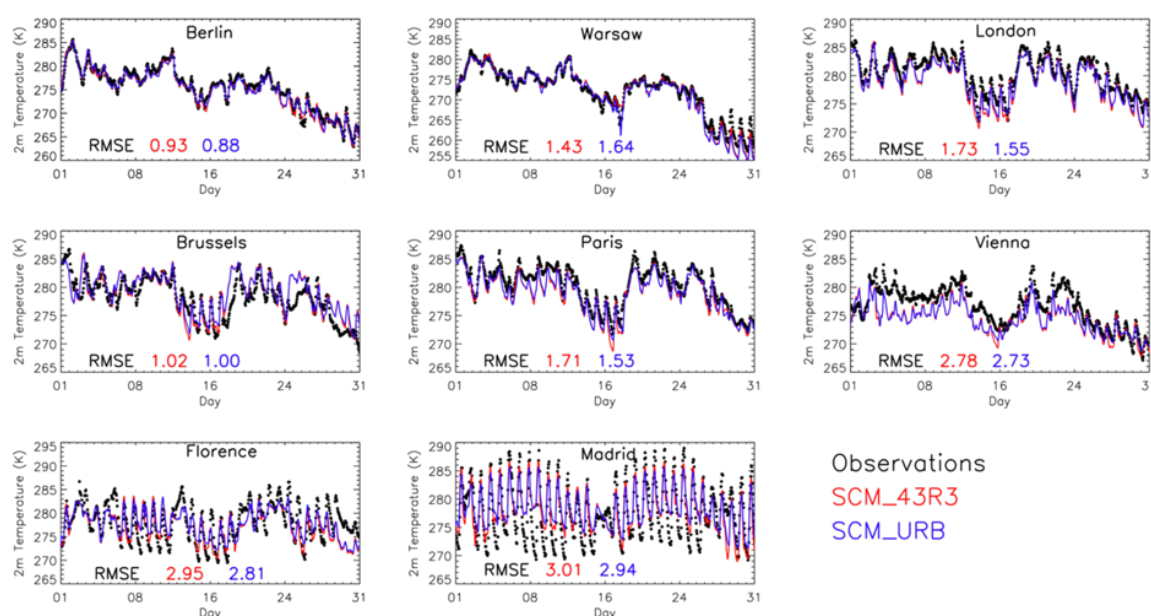 Berlin
2m Temperature (K)
290
285
280
275
270
265
260
RMSE 0.93 0.88
01 08 16 24 31
Day
Warsaw
2m Temperature (K)
290
285
280
275
270
265
260
255
RMSE 1.43 1.64
01 08 16 24 31
Day
London
2m Temperature (K)
290
285
280
275
270
265
RMSE 1.73 1.55
01 08 16 24 31
Day
Brussels
2m Temperature (K)
290
285
280
275
270
265
RMSE 1.02 1.00
01 08 16 24 31
Day
Paris
2m Temperature (K)
290
285
280
275
270
265
RMSE 1.71 1.53
01 08 16 24 31
Day
Vienna
2m Temperature (K)
290
285
280
275
270
265
RMSE 2.78 2.73
01 08 16 24 31
Day
Florence
2m Temperature (K)
295
290
285
280
275
270
265
RMSE 2.95 2.81
01 08 16 24 31
Day
Madrid
2m Temperature (K)
290
285
280
275
270
265
RMSE 3.01 2.94
01 08 16 24 31
Day
Observations
SCM_43R3
SCM_URB